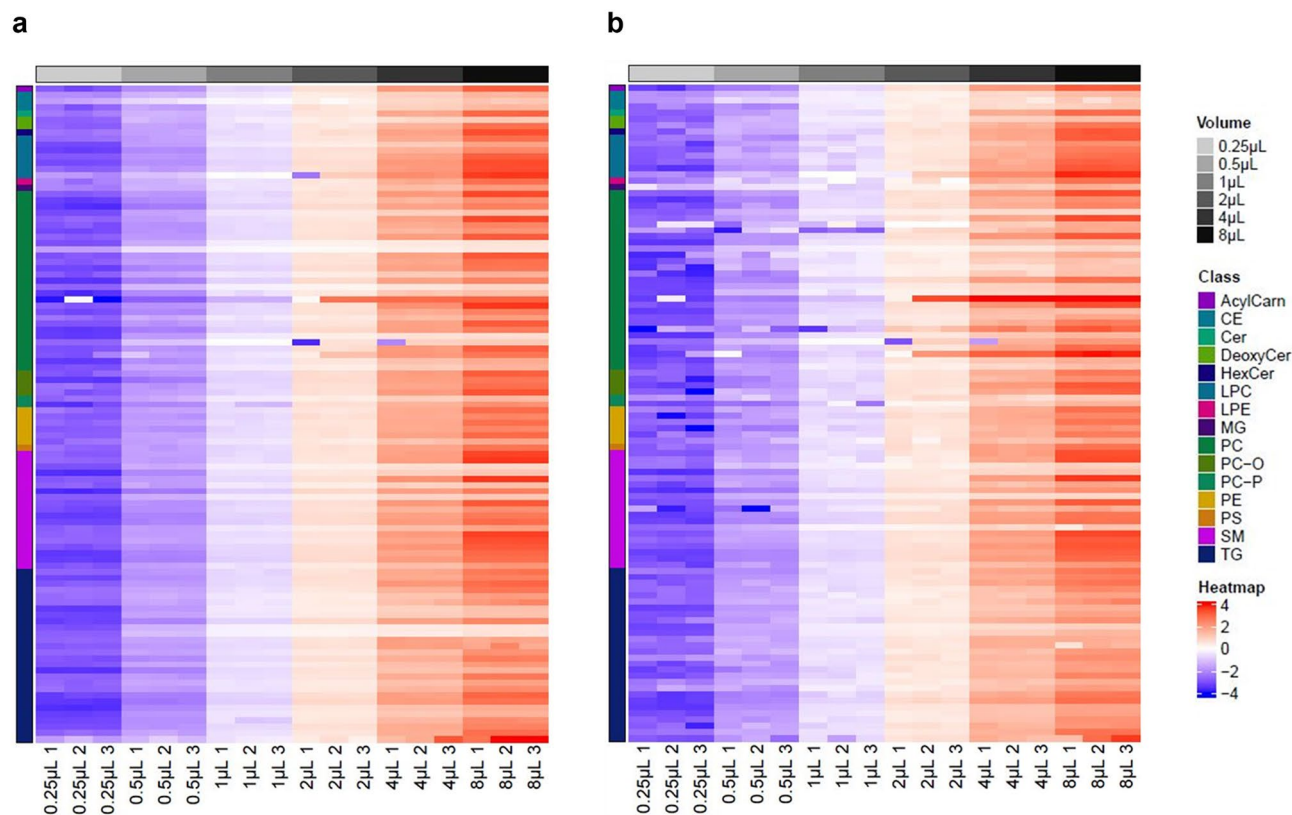 a
b
Volume
0.25µL
0.5µL
1µL
2µL
4µL
8µL
Class
AcylCarn
CE
Cer
DeoxyCer
HexCer
LPC
LPE
MG
PC
PC−O
PC−P
PE
PS
SM
TG
Heatmap
4
2
0
−2
−4
0.25µL 1
0.25µL 2
0.25µL 3
0.5µL 1
0.5µL 2
0.5µL 3
1µL 1
1µL 2
1µL 3
2µL 1
2µL 2
2µL 3
4µL 1
4µL 2
4µL 3
8µL 1
8µL 2
8µL 3
0.25µL 1
0.25µL 2
0.25µL 3
0.5µL 1
0.5µL 2
0.5µL 3
1µL 1
1µL 2
1µL 3
2µL 1
2µL 2
2µL 3
4µL 1
4µL 2
4µL 3
8µL 1
8µL 2
8µL 3